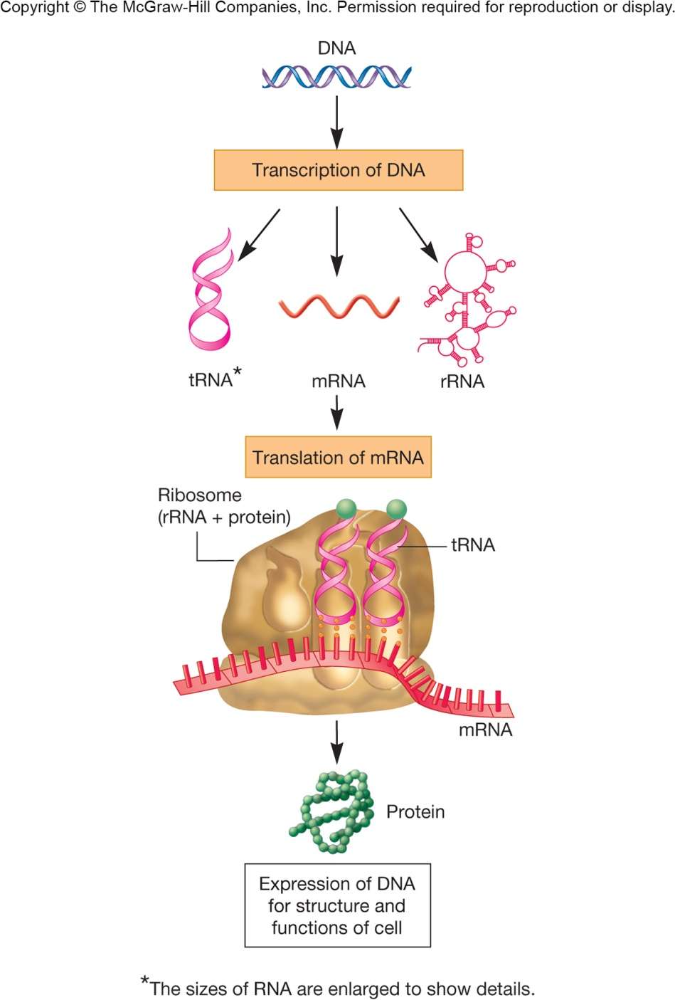 Copyright © The McGraw-Hill Companies, Inc. Permission required for reproduction or display.
DNA
Transcription of DNA
tRNA*
mRNA
rRNA
Translation of mRNA
Ribosome
(rRNA + protein)
tRNA
mRNA
Protein
Expression of DNA
for structure and
functions of cell
*The sizes of RNA are enlarged to show details.